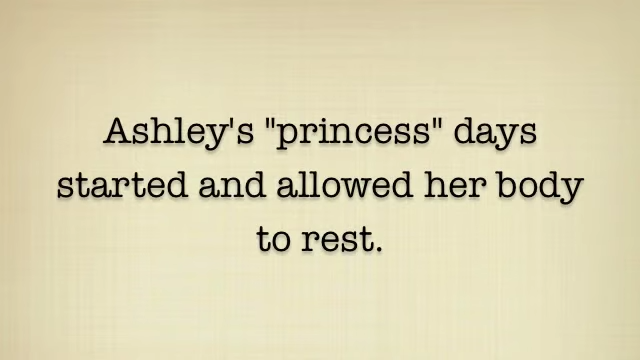 Ashley's "princess" days
started and allowed her body
to rest.